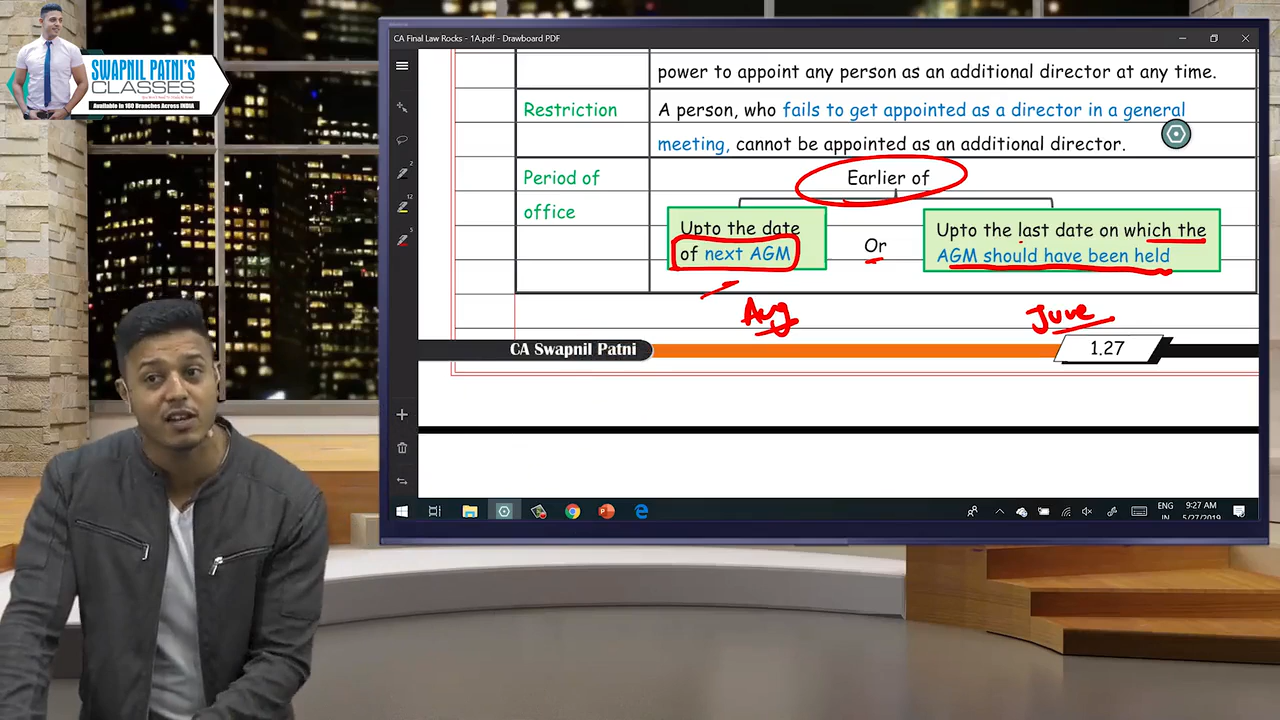 SWAPNIL PATNI'S
CLASSES
Available in 160 Branches Across INDIA
CA Final Law Rocks - 1A.pdf - Drawboard PDF
power to appoint any person as an additional director at any time.
Restriction
A person, who fails to get appointed as a director in a general
meeting, cannot be appointed as an additional director.
Period of
office
Earlier of
Upto the date
of next AGM
Or
Upto the last date on which the
AGM should have been held
Aug
June
CA Swapnil Patni
1.27
2
12
5
ENG
IN
9:27 AM
5/27/2019